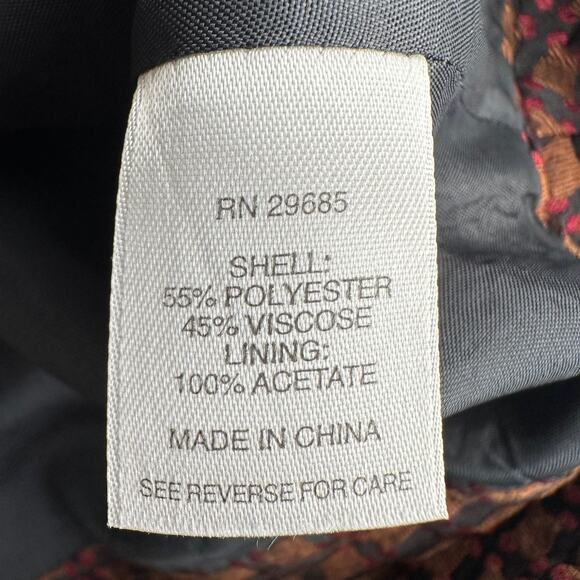 RN 29685
SHELL:
55% POLYESTER
45% VISCOSE
LINING:
100% ACETATE
MADE IN CHINA
SEE REVERSE FOR CARE